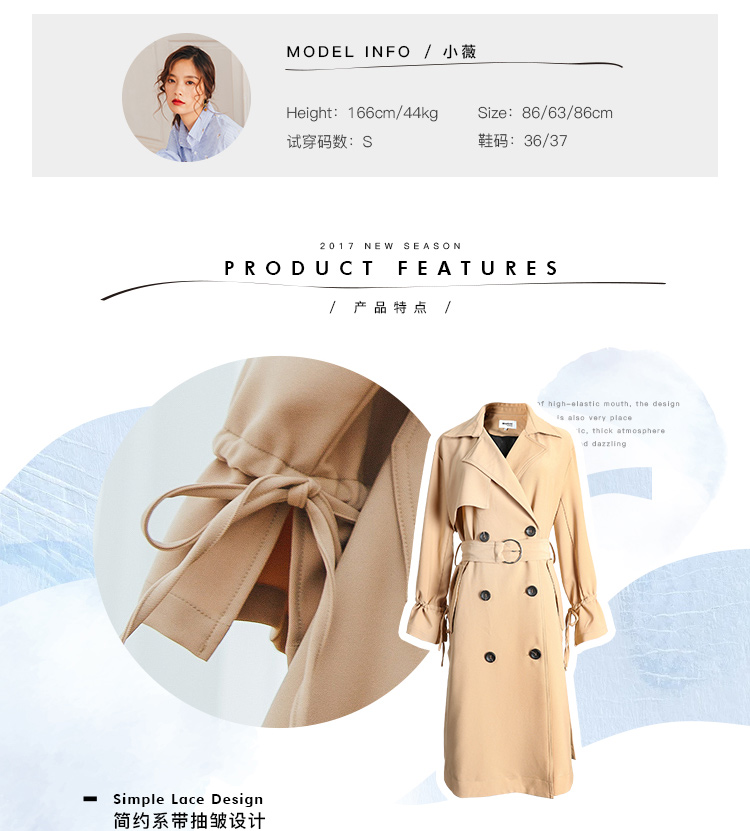 MODEL INFO / 小薇
Height: 166cm/44kg
Size: 86/63/86cm
试穿码数: S
鞋码: 36/37
2017 NEW SEASON
PRODUCT FEATURES
/ 产品特点 /
of high-elastic mouth, the design
is also very place
thick atmosphere
dazzling
Simple Lace Design
简约系带抽皱设计